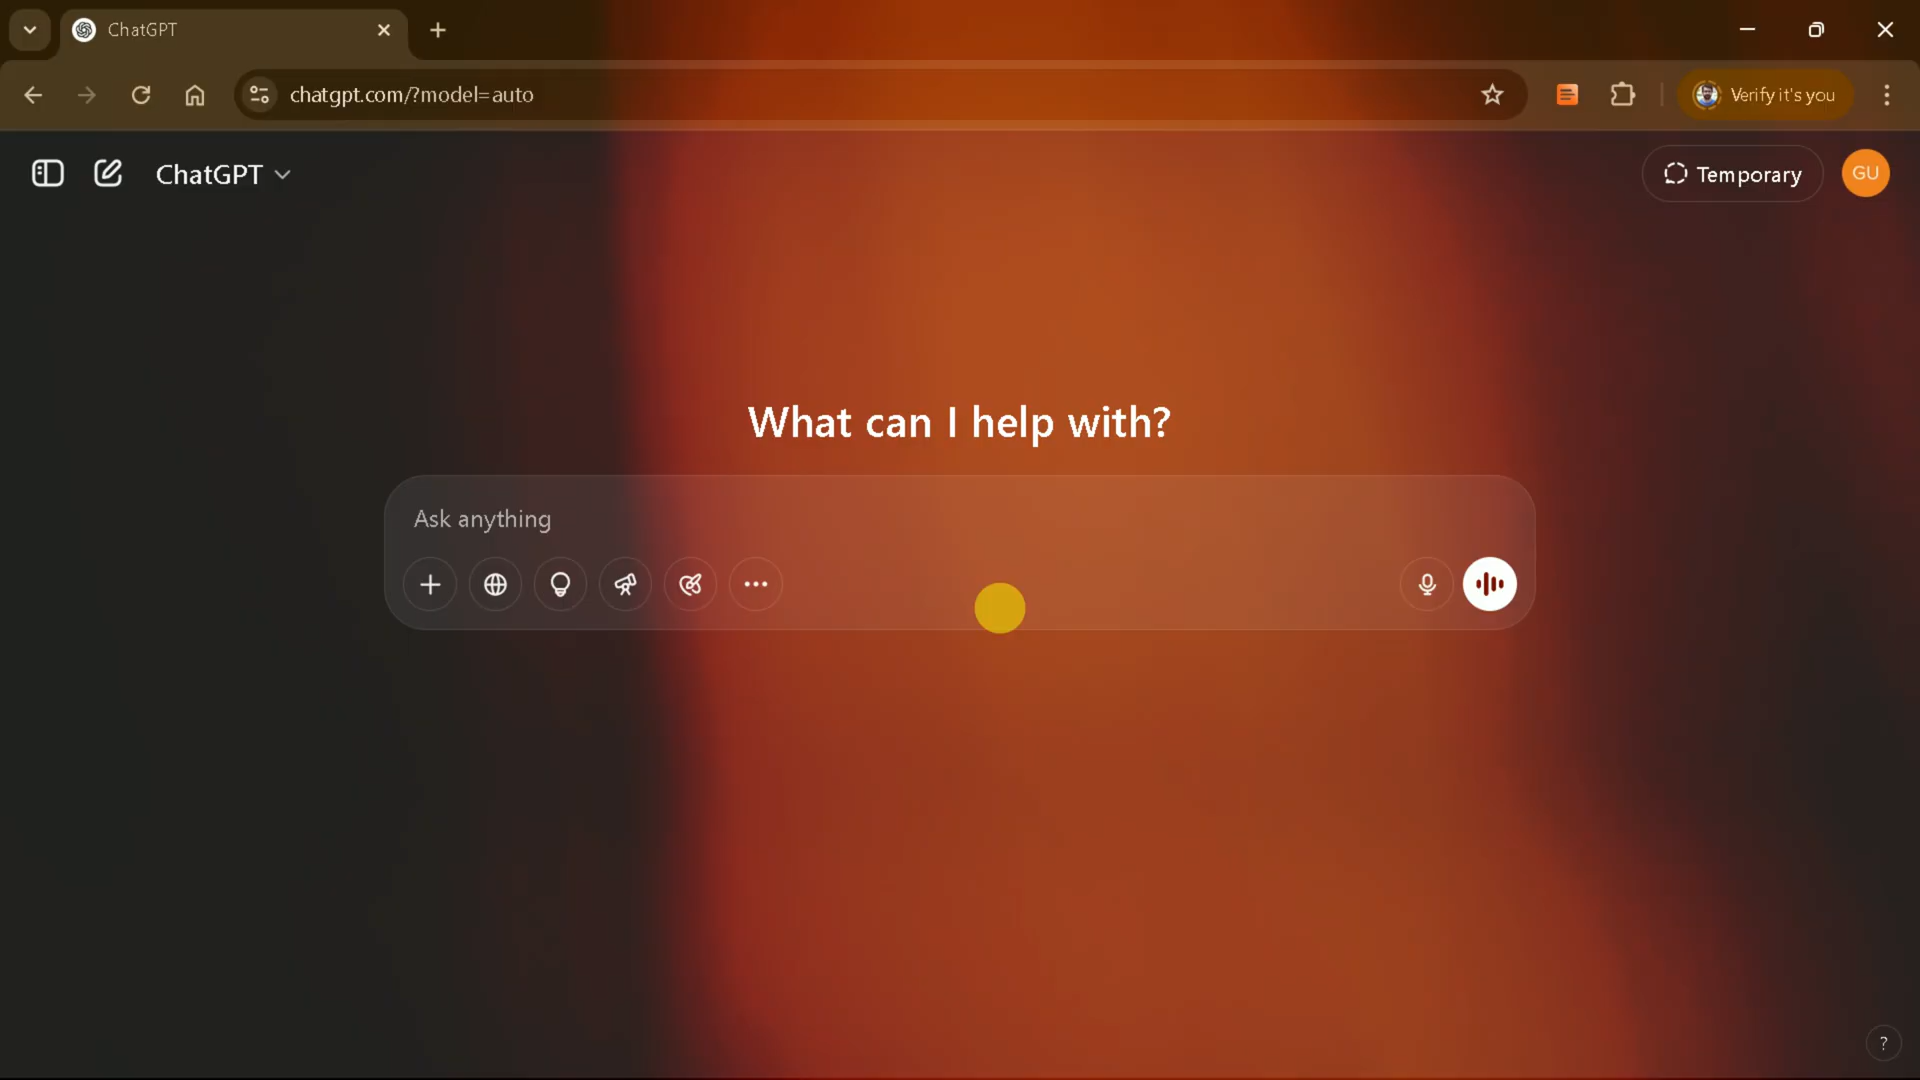 ChatGPT
chatgpt.com/?model=auto
Verify it's you
ChatGPT
Temporary
GU
What can I help with?
Ask anything
?